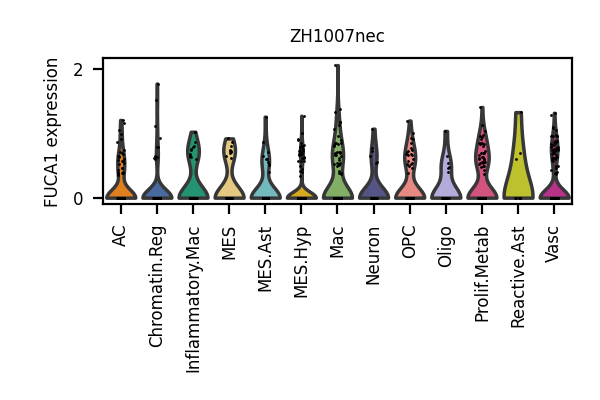 ZH1007nec
FUCA1 expression
2
0
AC
Chromatin.Reg
Inflammatory.Mac
MES
MES.Ast
MES.Hyp
Mac
Neuron
OPC
Oligo
Prolif.Metab
Reactive.Ast
Vasc